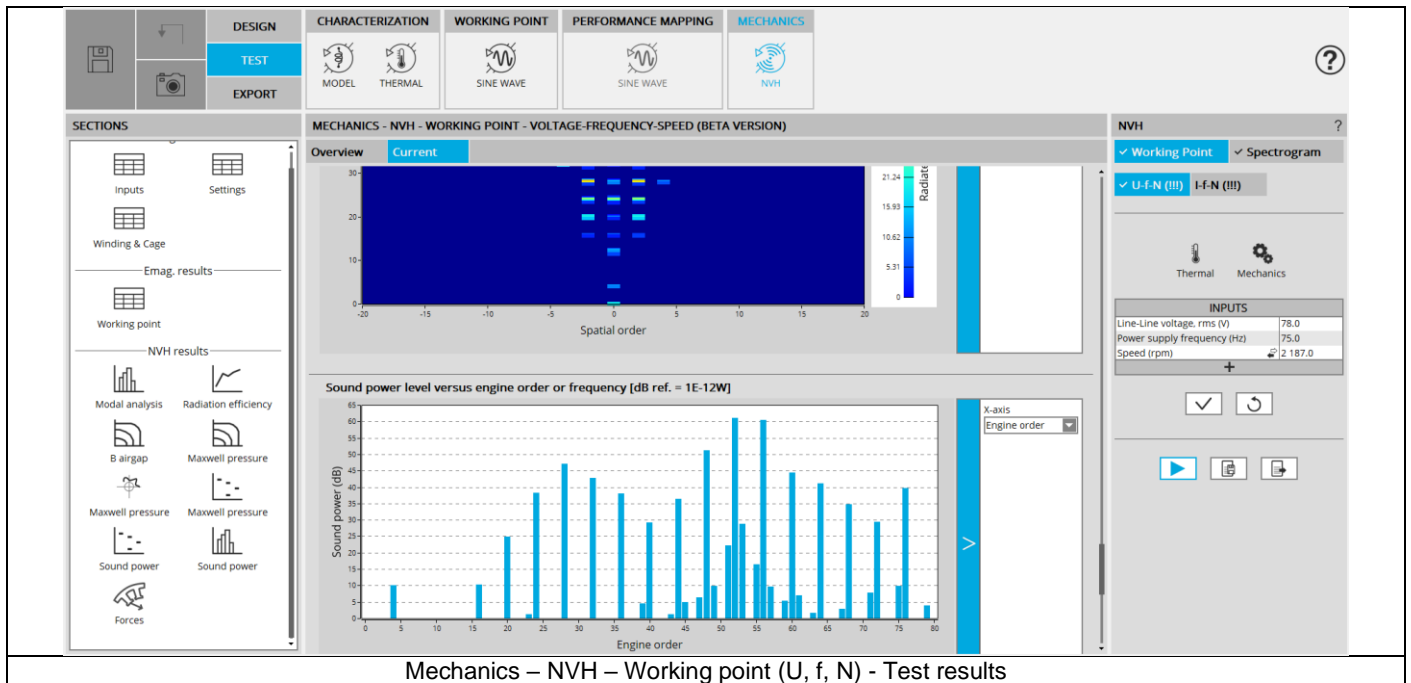 DESIGN
TEST
EXPORT
CHARACTERIZATION
MODEL THERMAL
WORKING POINT
SINE WAVE
PERFORMANCE MAPPING
SINE WAVE
MECHANICS
NVH
?
SECTIONS
Inputs Settings
Winding & Cage
Emag. results
Working point
NVH results
Modal analysis Radiation efficiency
B airgap Maxwell pressure
Maxwell pressure Maxwell pressure
Sound power Sound power
Forces
MECHANICS - NVH - WORKING POINT - VOLTAGE-FREQUENCY-SPEED (BETA VERSION)
Overview Current
30
20
10
0
-20 -15 -10 -5 0 5 10 15 20
Spatial order
21.24
15.93
10.62
5.31
0
Sound power level versus engine order or frequency [dB ref. = 1E-12W]
Sound power (dB)
65
60
55
50
45
40
35
30
25
20
15
10
5
0
0 5 10 15 20 25 30 35 40 45 50 55 60 65 70 75 80
Engine order
>
X-axis
Engine order
NVH ?
✓ Working Point ✓ Spectrogram
✓ U-f-N (!!!) I-f-N (!!!)
Thermal Mechanics
INPUTS
Line-Line voltage, rms (V) 78.0
Power supply frequency (Hz) 75.0
Speed (rpm) 2 187.0
+
Mechanics – NVH – Working point (U, f, N) - Test results